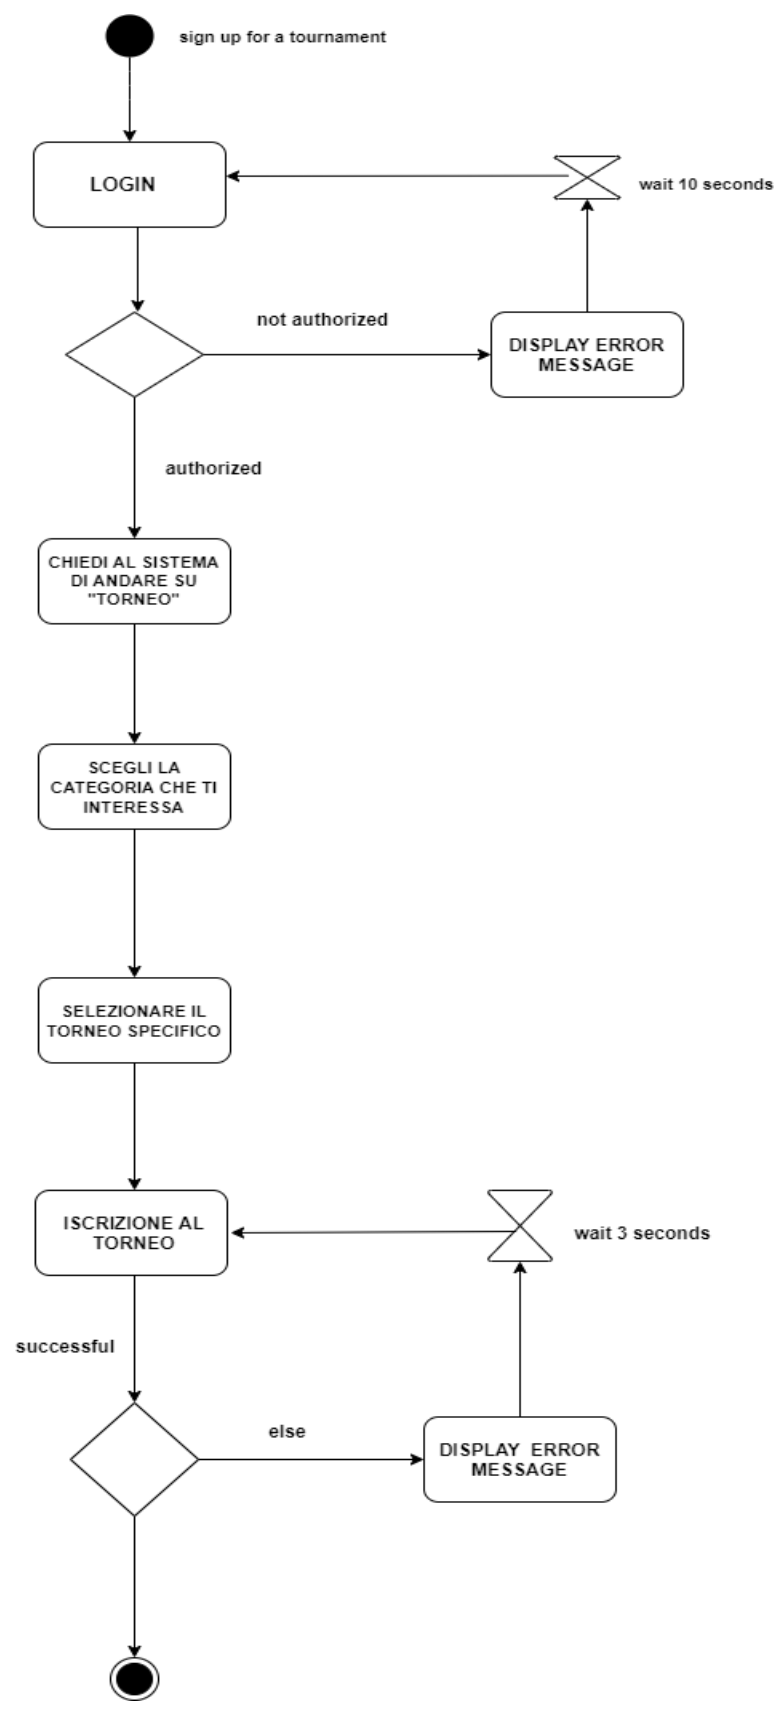 sign up for a tournament
LOGIN
wait 10 seconds
not authorized
DISPLAY ERROR
MESSAGE
authorized
CHIEDI AL SISTEMA
DI ANDARE SU
"TORNEO"
SCEGLI LA
CATEGORIA CHE TI
INTERESSA
SELEZIONARE IL
TORNEO SPECIFICO
ISCRIZIONE AL
TORNEO
wait 3 seconds
successful
else
DISPLAY ERROR
MESSAGE